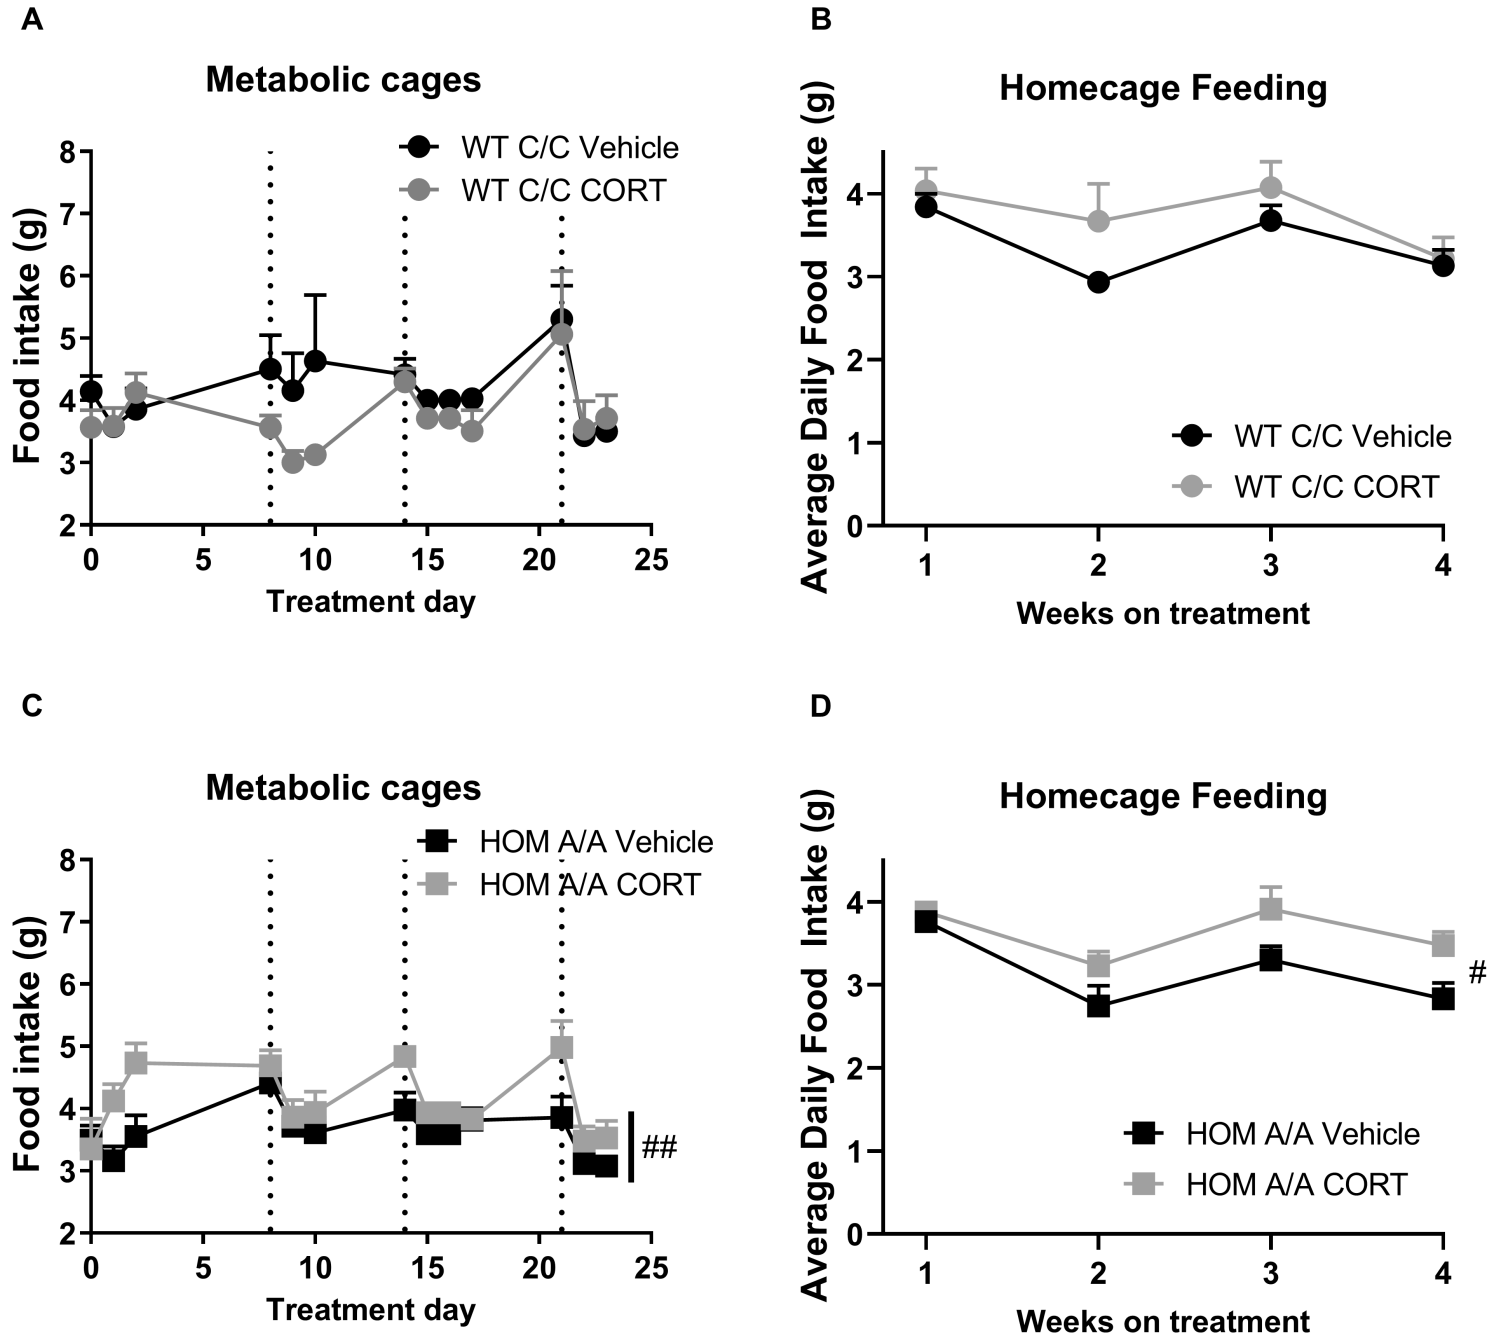 A
Metabolic cages
WT C/C Vehicle
WT C/C CORT
Food intake (g)
8
7
6
5
4
3
2
0 5 10 15 20 25
Treatment day
B
Homecage Feeding
Average Daily Food Intake (g)
4
3
2
1
0
WT C/C Vehicle
WT C/C CORT
1 2 3 4
Weeks on treatment
C
Metabolic cages
HOM A/A Vehicle
HOM A/A CORT
Food intake (g)
8
7
6
5
4
3
2
##
0 5 10 15 20 25
Treatment day
D
Homecage Feeding
Average Daily Food Intake (g)
4
3
2
1
0
#
HOM A/A Vehicle
HOM A/A CORT
1 2 3 4
Weeks on treatment